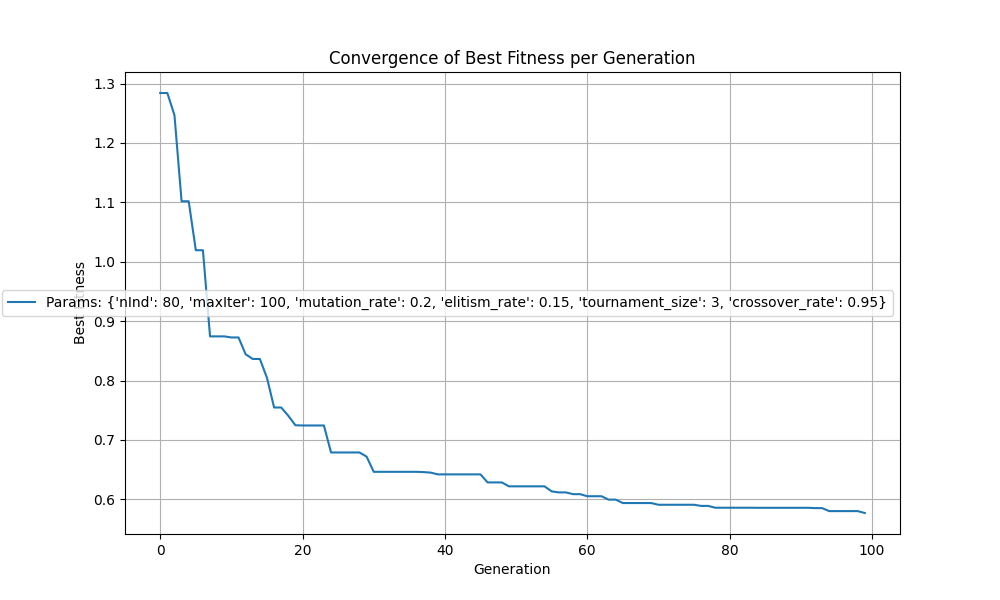 Convergence of Best Fitness per Generation
1.3
1.2
1.1
1.0
Params: {'nInd': 80, 'maxIter': 100, 'mutation_rate': 0.2, 'elitism_rate': 0.15, 'tournament_size': 3, 'crossover_rate': 0.95}
0.9
0.8
0.7
0.6
Best Fitness
0 20 40 60 80 100
Generation